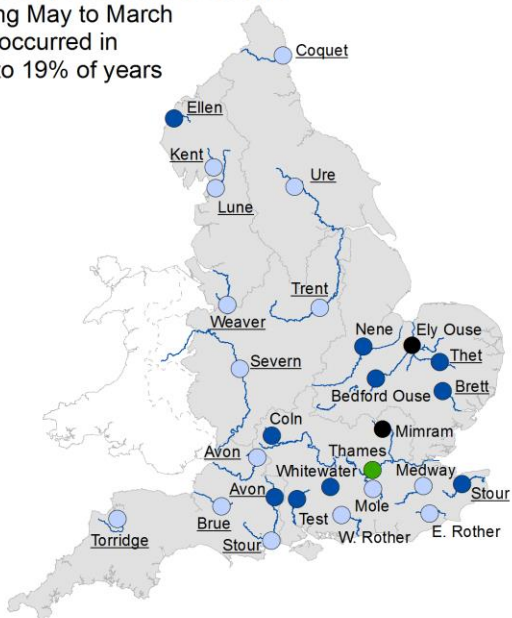 ng May to March
occurred in
to 19% of years
Coquet
Ellen
Kent
Ure
Lune
Trent
Weaver
Nene
Ely Ouse
Severn
Thet
Bedford Ouse
Brett
Coln
Mimram
Avon
Thames
Whitewater
Medway
Avon
Stour
Brue
Test
Mole
Torridge
Stour
W. Rother
E. Rother